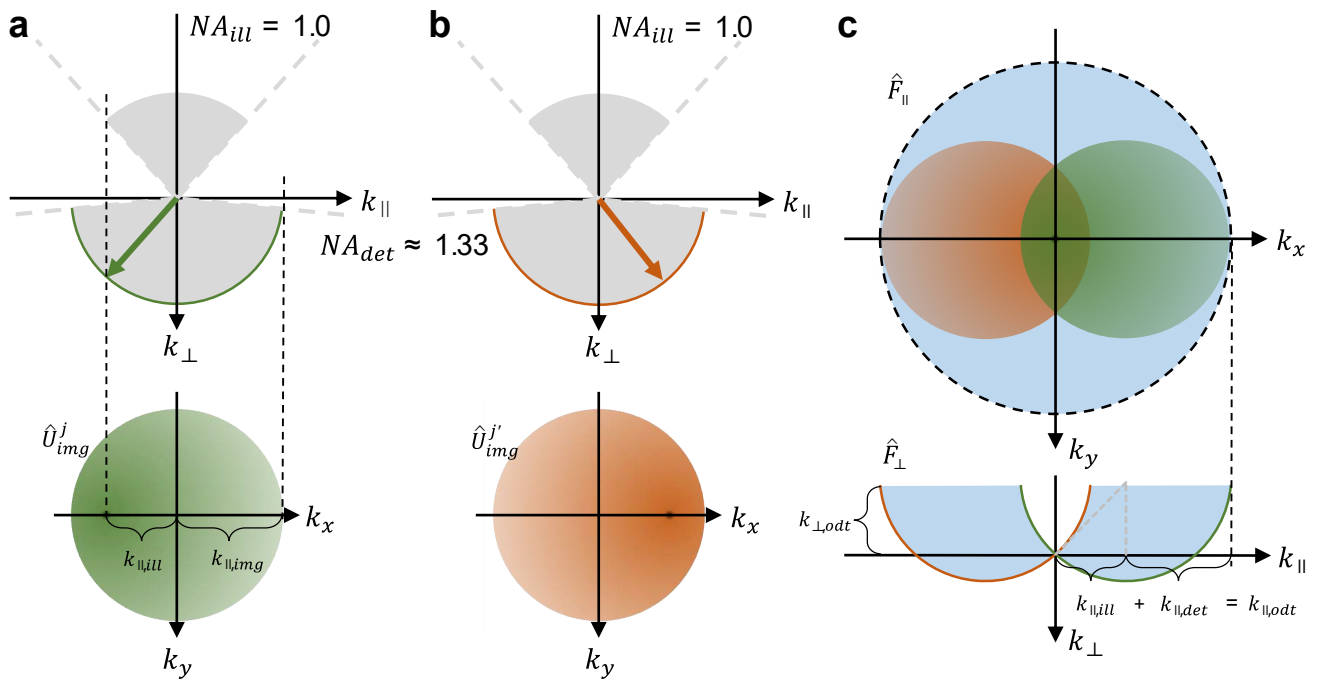 a
NA_ill = 1.0
k_||
NA_det ≈ 1.33
k_⊥
Û^j_img
k_x
k_||,ill
k_||,img
k_y
b
NA_ill = 1.0
k_||
k_⊥
Û^j'_img
k_x
k_y
c
F̂_||
k_x
k_y
F̂_⊥
k_⊥,odt
k_||
k_||,ill + k_||,det = k_||,odt
k_⊥